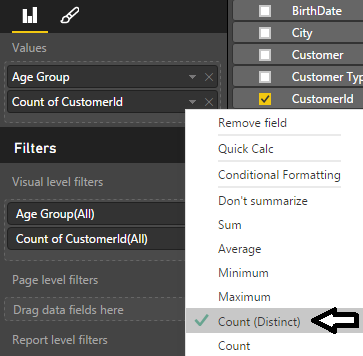 Values
Age Group
Count of CustomerId
Filters
Visual level filters
Age Group(All)
Count of CustomerId(All)
Page level filters
Drag data fields here
Report level filters
BirthDate
City
Customer
Customer Typ
CustomerId
Remove field
Quick Calc
Conditional Formatting
Don't summarize
Sum
Average
Minimum
Maximum
Count (Distinct)
Count